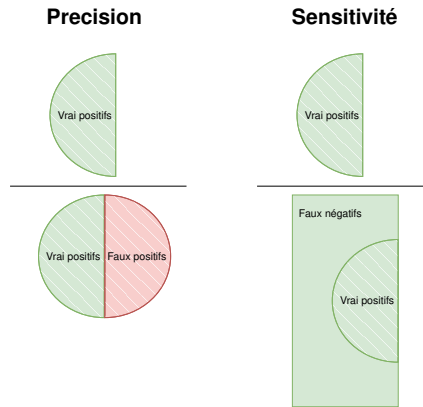 Precision
Sensitivité
Vrai positifs
Vrai positifs
Vrai positifs
Faux positifs
Faux négatifs
Vrai positifs